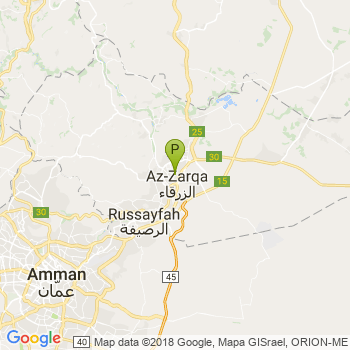 25
P
30
Az-Zarqa
الزرقاء
15
30
Russayfah
الرصيفة
Amman
عمّان
45
Google
40
Map data ©2018 Google, Mapa GISrael, ORION-ME